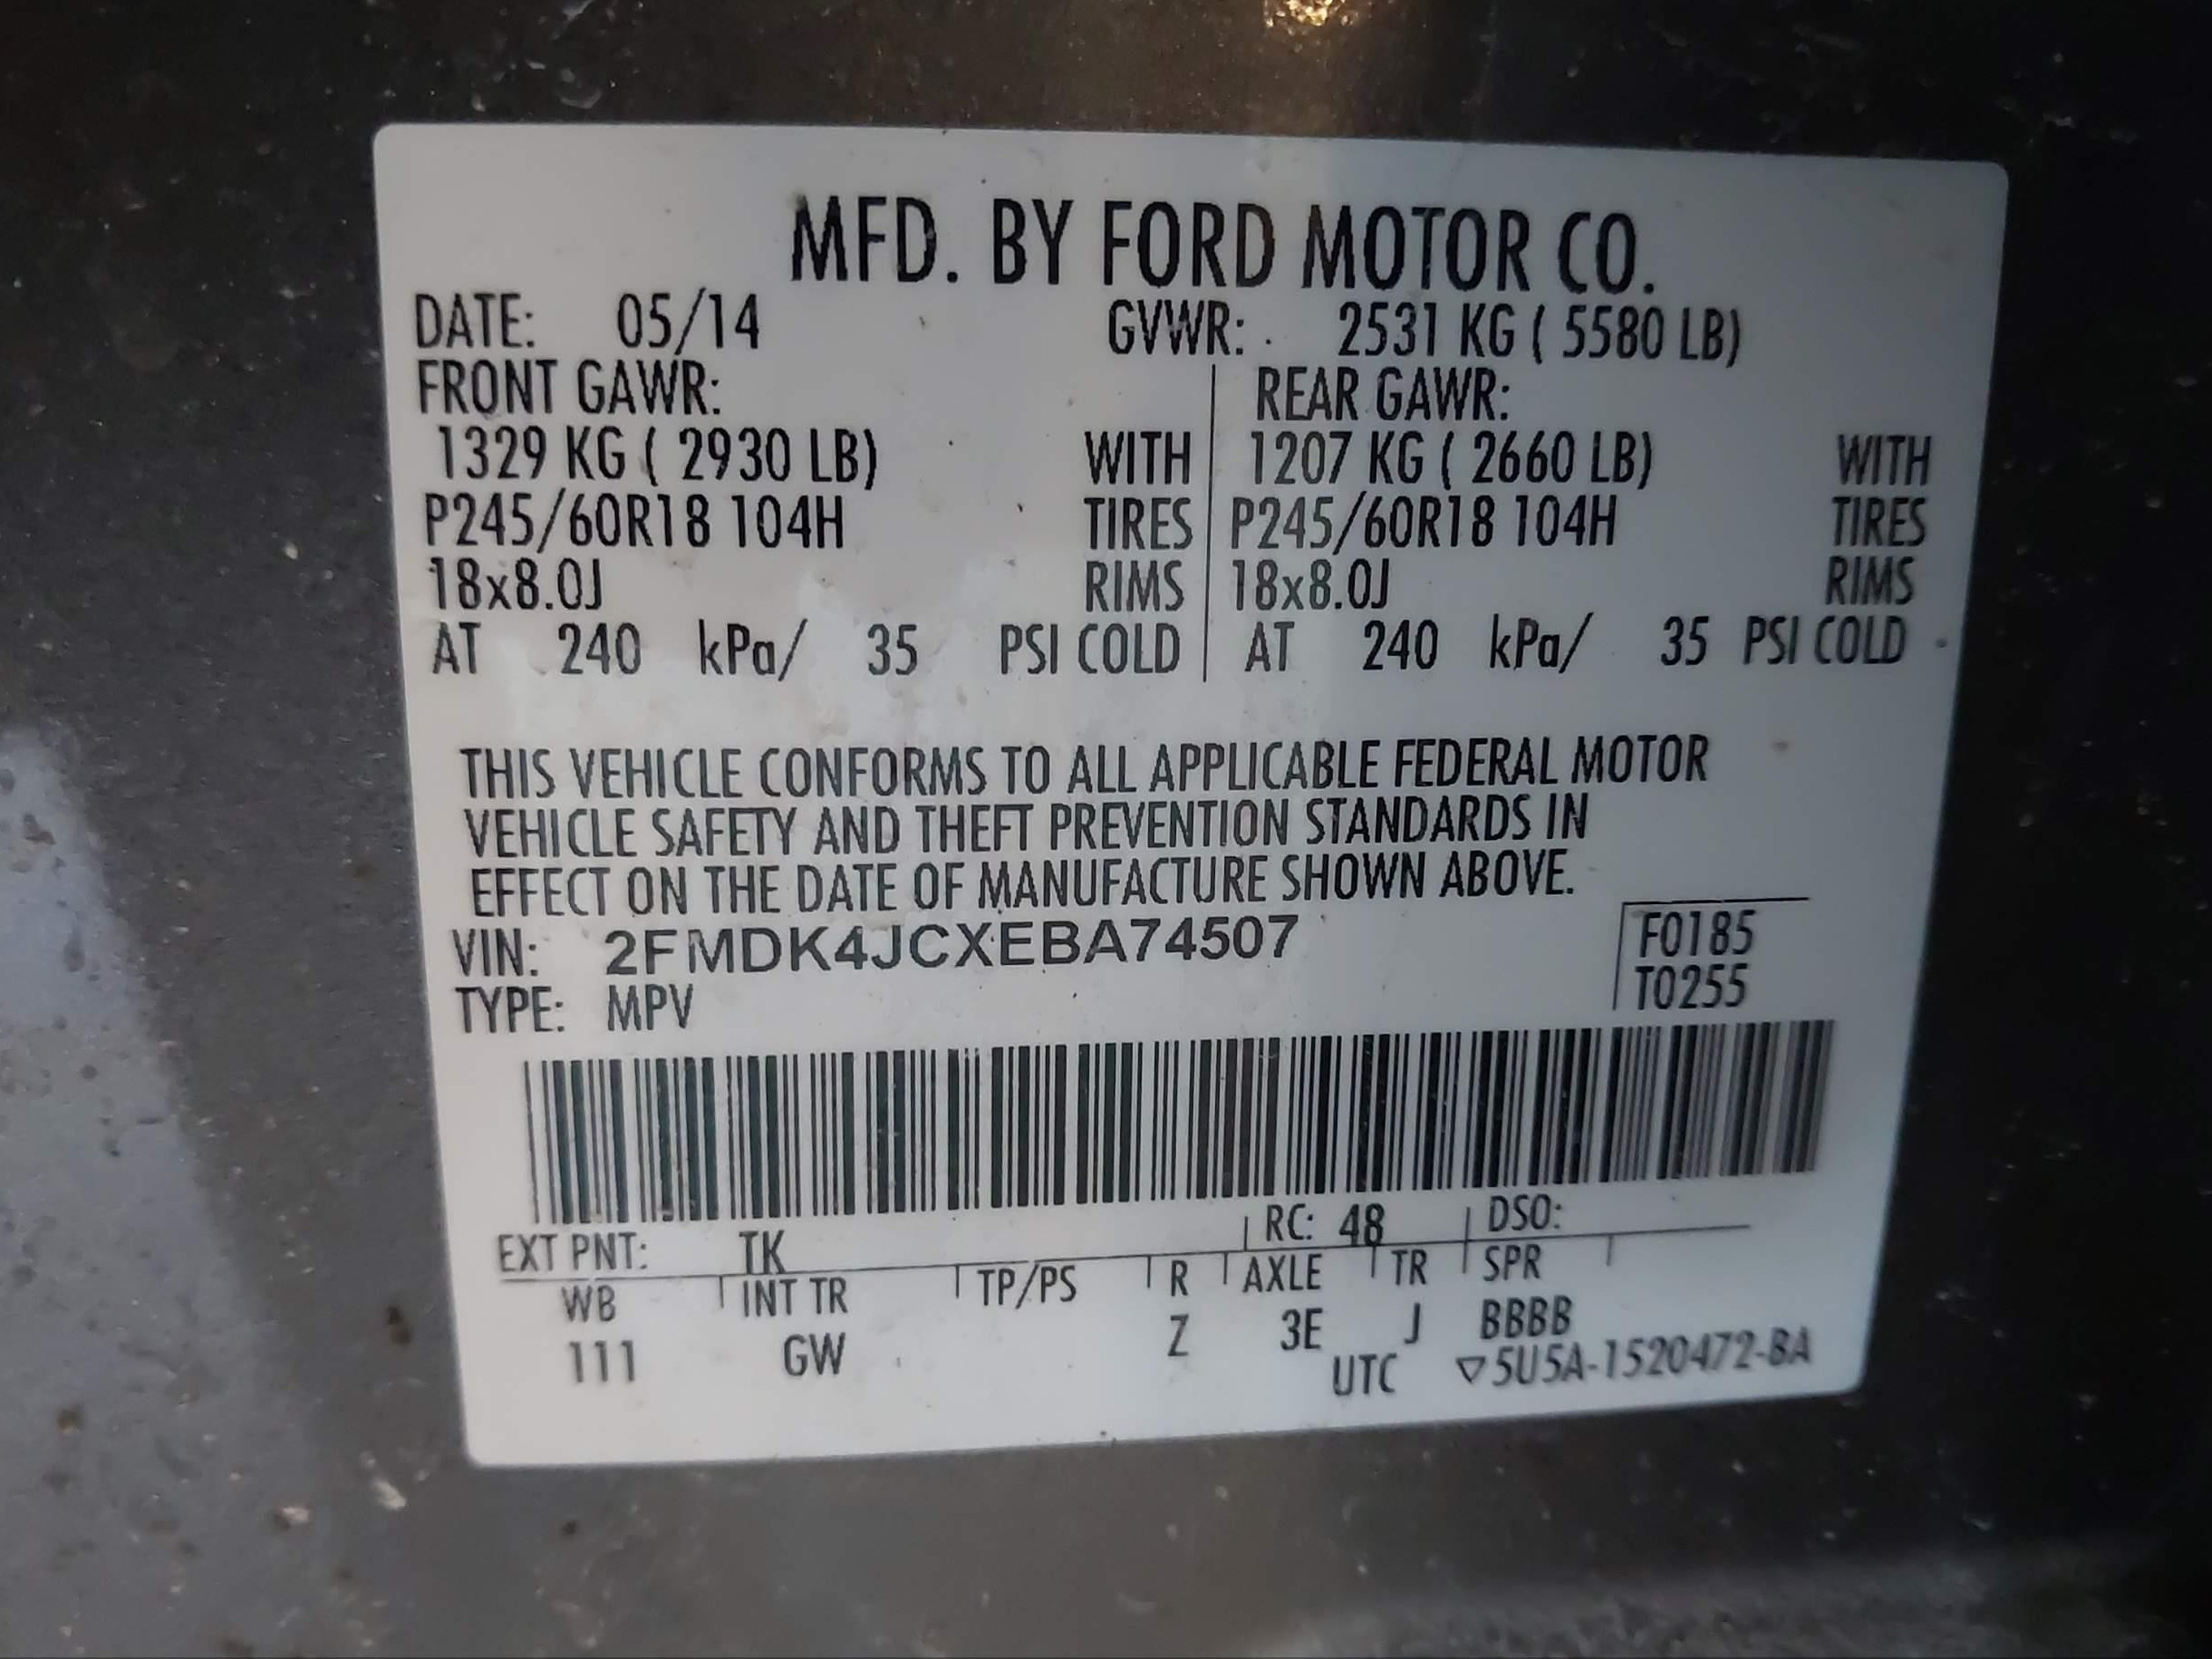 MFD. BY FORD MOTOR CO.
DATE: 05/14 GVWR: 2531 KG ( 5580 LB)
FRONT GAWR: REAR GAWR:
1329 KG ( 2930 LB) WITH 1207 KG ( 2660 LB) WITH
P245/60R18 104H TIRES P245/60R18 104H TIRES
18x8.0J RIMS 18x8.0J RIMS
AT 240 kPa/ 35 PSI COLD AT 240 kPa/ 35 PSI COLD
THIS VEHICLE CONFORMS TO ALL APPLICABLE FEDERAL MOTOR
VEHICLE SAFETY AND THEFT PREVENTION STANDARDS IN
EFFECT ON THE DATE OF MANUFACTURE SHOWN ABOVE.
VIN: 2FMDK4JCXEBA74507 F0185
TYPE: MPV T0255
EXT PNT: TK RC: 48 DSO:
WB INT TR TP/PS R AXLE TR SPR
111 GW Z 3E J BBBB
UTC ▽5U5A-1520472-BA